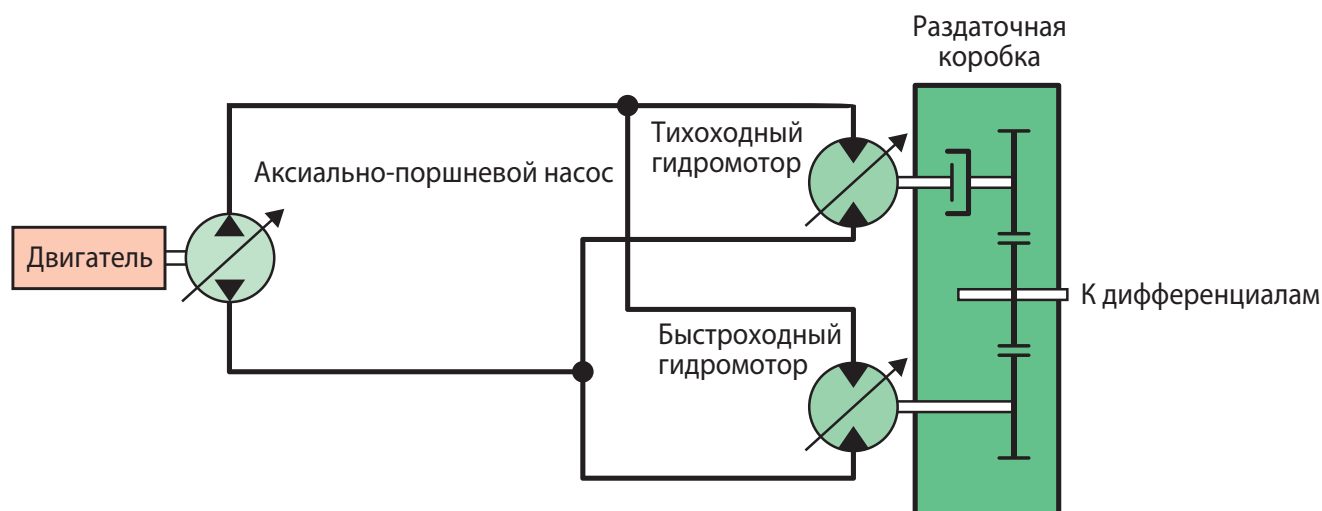 Раздаточная
коробка
Тихоходный
гидромотор
Аксиально-поршневой насос
Двигатель
К дифференциалам
Быстроходный
гидромотор